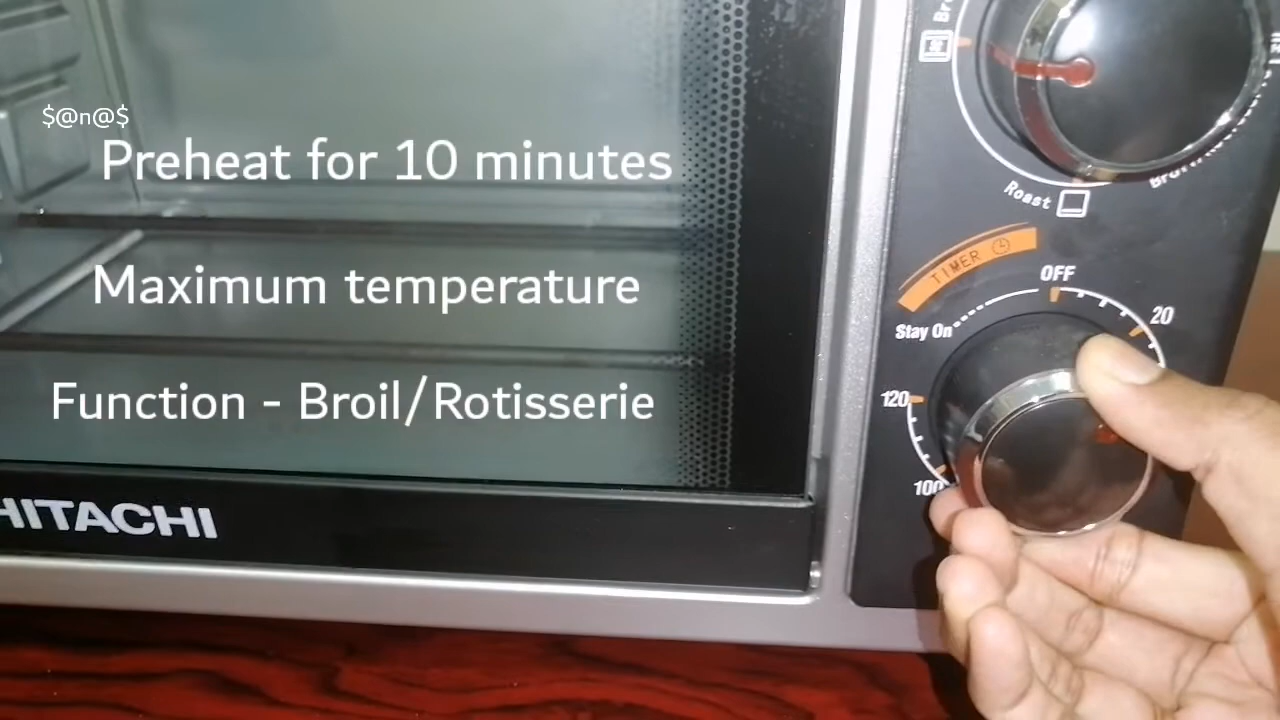 $@n@$
Preheat for 10 minutes
Maximum temperature
Function - Broil/Rotisserie
HITACHI
Roast
TIMER
OFF
20
Stay On
120
100